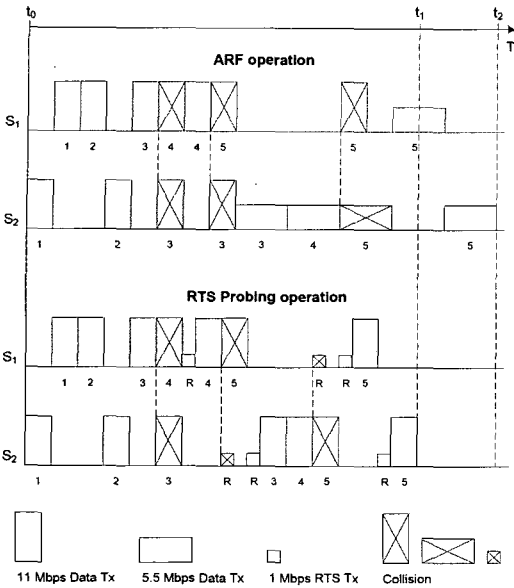 t0 t1 t2
T
ARF operation
S1
1 2 3 4 4 5 5 5
S2
1 2 3 3 3 4 5 5
RTS Probing operation
S1
1 2 3 4 R 4 5 R R 5
S2
1 2 3 R R 3 4 5 R 5
11 Mbps Data Tx 5.5 Mbps Data Tx 1 Mbps RTS Tx Collision